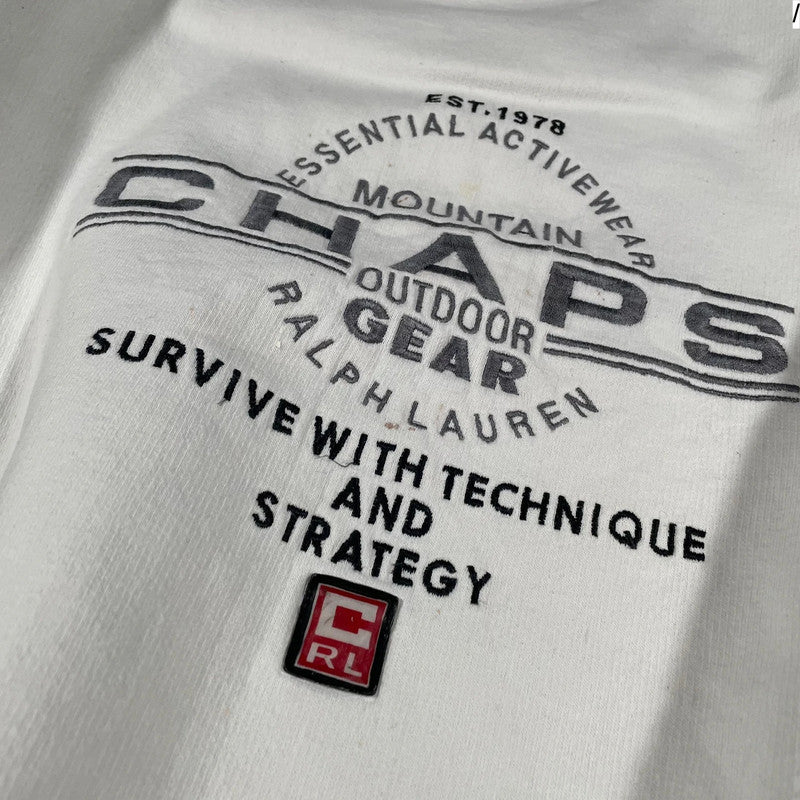 EST.1978
ESSENTIAL ACTIVEWEAR
MOUNTAIN
CHAPS
OUTDOOR
GEAR
RALPH LAUREN
SURVIVE WITH TECHNIQUE
AND
STRATEGY
C
RL
/